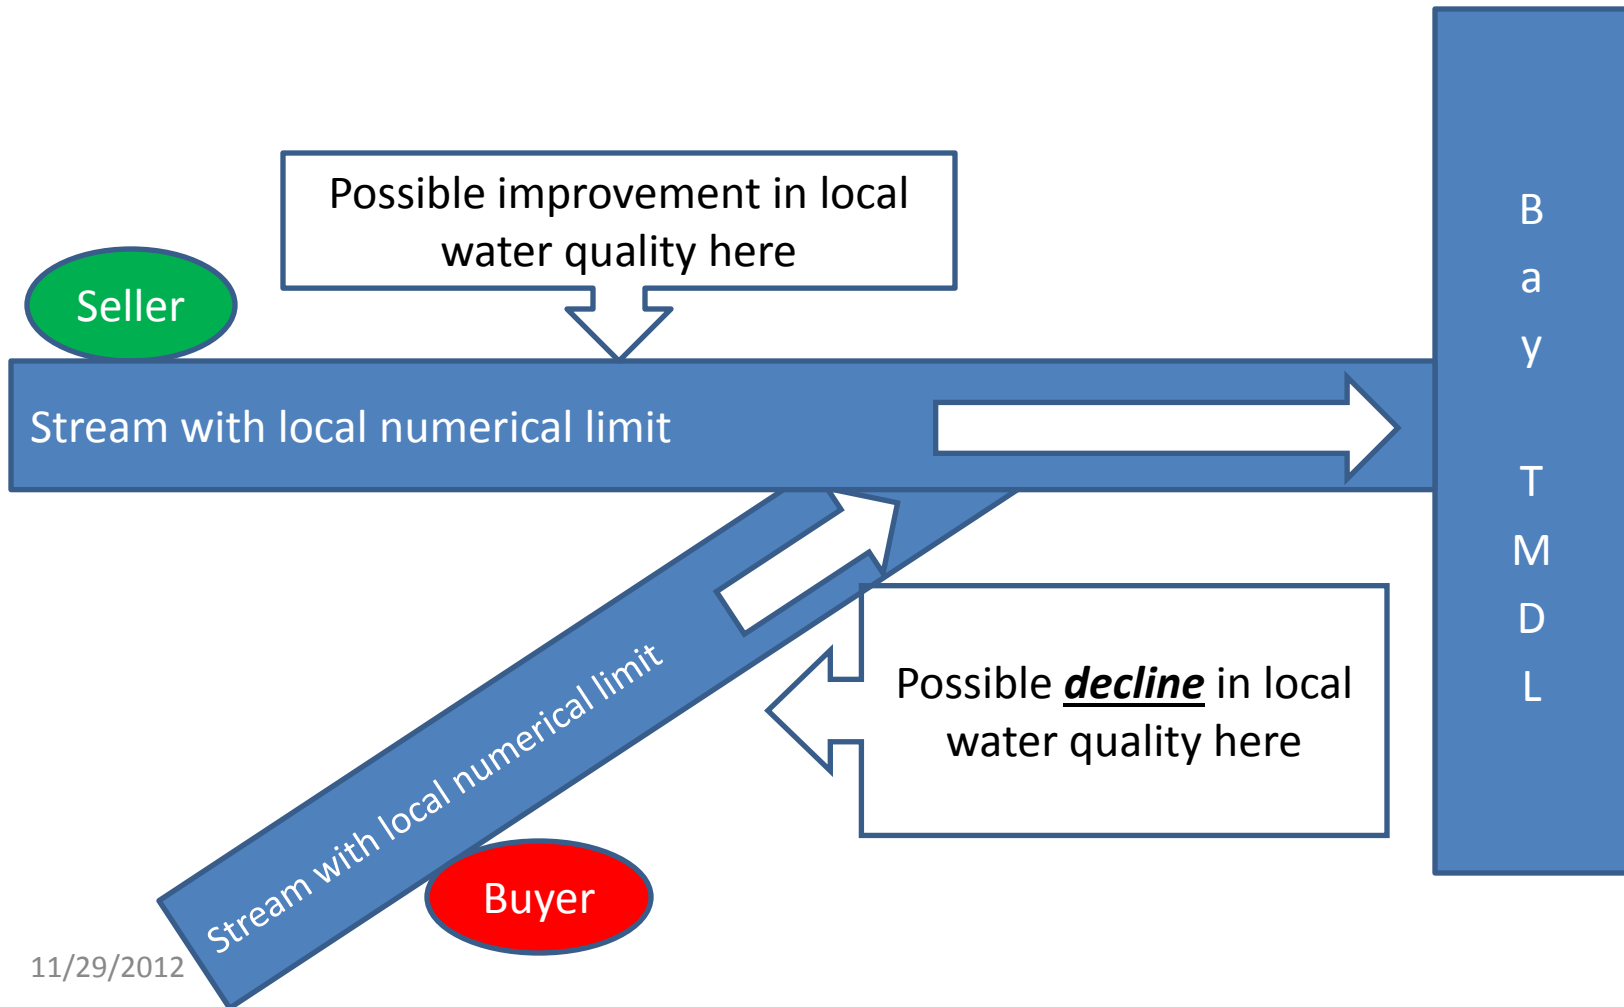 Possible improvement in local
water quality here
Seller
Stream with local numerical limit
Stream with local numerical limit
Possible decline in local
water quality here
Buyer
B
a
y
T
M
D
L
11/29/2012